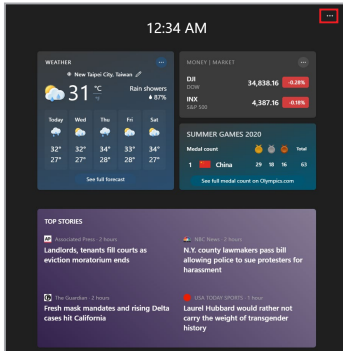 12:34 AM
WEATHER
New Taipei City, Taiwan
31 °C °F
Rain showers
87%
Today Wed Thu Fri Sat
32° 32° 34° 33° 34°
27° 27° 28° 28° 27°
See full forecast
MONEY | MARKET
DJI 34,838.16 -0.28%
DOW
INX 4,387.16 -0.18%
S&P 500
SUMMER GAMES 2020
Medal count Total
1 China 29 18 16 63
See full medal count on Olympics.com
TOP STORIES
AP Associated Press · 2 hours
Landlords, tenants fill courts as
eviction moratorium ends
NBC News · 2 hours
N.Y. county lawmakers pass bill
allowing police to sue protesters for
harassment
The Guardian · 2 hours
Fresh mask mandates and rising Delta
cases hit California
USA TODAY SPORTS · 1 hour
Laurel Hubbard would rather not
carry the weight of transgender
history